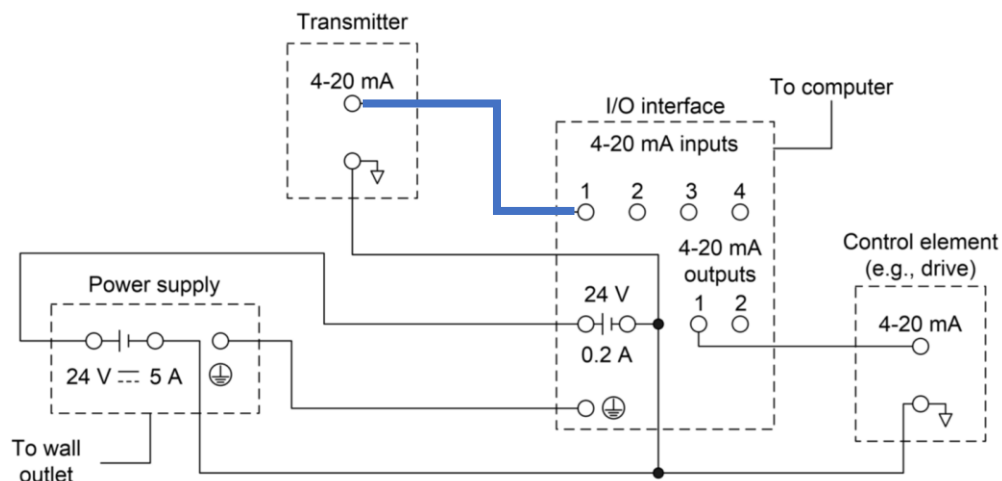 Transmitter
4-20 mA
To computer
I/O interface
4-20 mA inputs
1 2 3 4
4-20 mA
outputs
Control element
(e.g., drive)
Power supply
24 V
1 2
4-20 mA
0.2 A
24 V 5 A
To wall
outlet